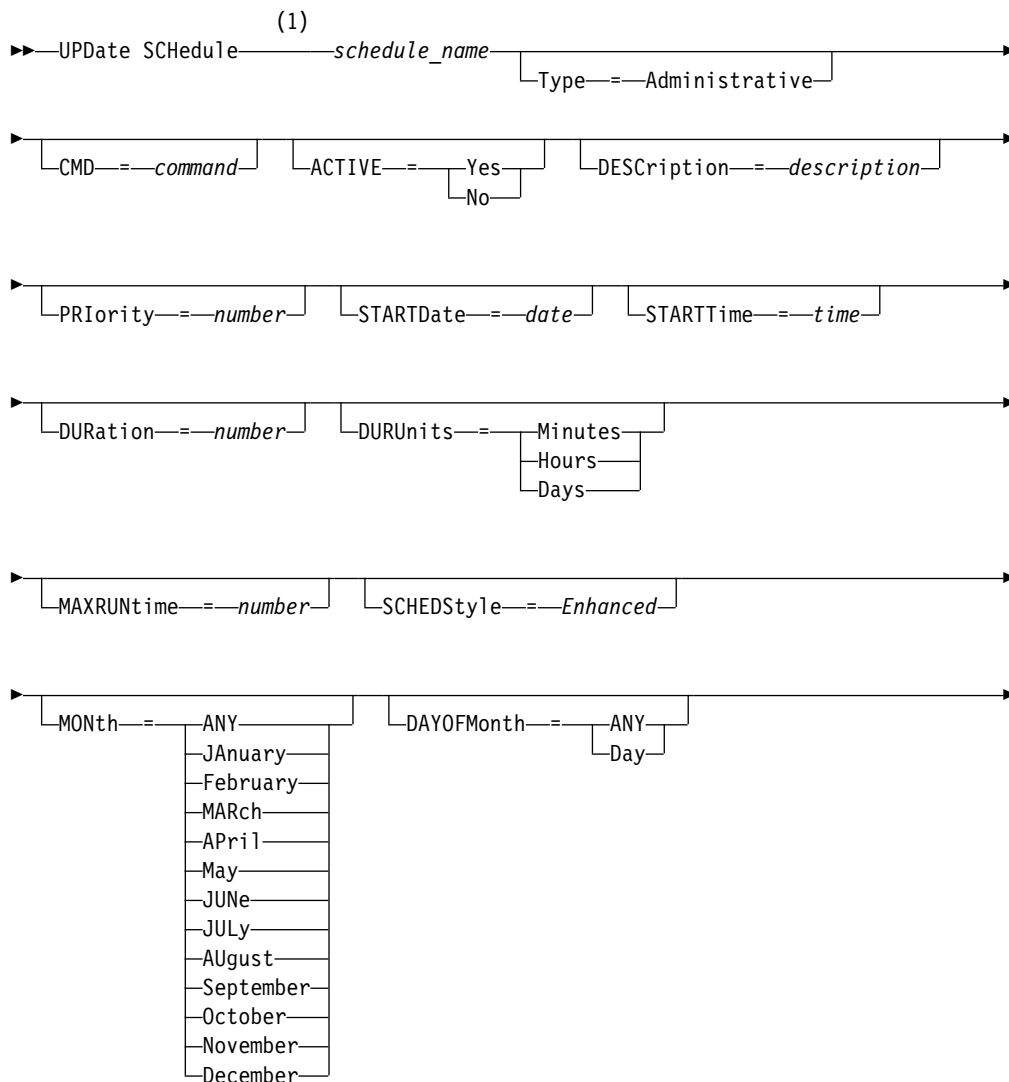 (1)
UPDate SCHedule schedule_name
Type = Administrative
CMD = command ACTIVE = Yes DESCription = description
No
PRIority = number STARTDate = date STARTTime = time
DURation = number DURUnits = Minutes
Hours
Days
MAXRUNtime = number SCHEDStyle = Enhanced
MONth = ANY DAYOFMonth = ANY
JAnuary Day
February
MARch
APril
May
JUNe
JULy
AUgust
September
October
November
December